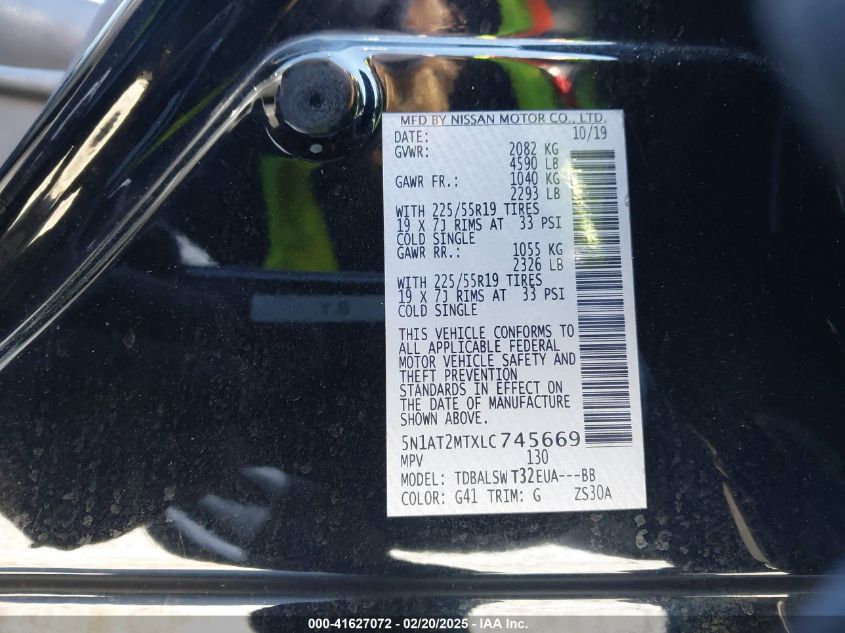 MFD BY NISSAN MOTOR CO., LTD.
DATE: 10/19
GVWR: 2082 KG
4590 LB
GAWR FR.: 1040 KG
2293 LB
WITH 225/55R19 TIRES
19 X 7J RIMS AT 33 PSI
COLD SINGLE
GAWR RR.: 1055 KG
2326 LB
WITH 225/55R19 TIRES
19 X 7J RIMS AT 33 PSI
COLD SINGLE
THIS VEHICLE CONFORMS TO
ALL APPLICABLE FEDERAL
MOTOR VEHICLE SAFETY AND
THEFT PREVENTION
STANDARDS IN EFFECT ON
THE DATE OF MANUFACTURE
SHOWN ABOVE.
5N1AT2MTXLC745669
MPV 130
MODEL: TDBALSW T32EUA---BB
COLOR: G41 TRIM: G ZS30A
000-41627072 / 02/20/2025 / IAA, Inc.